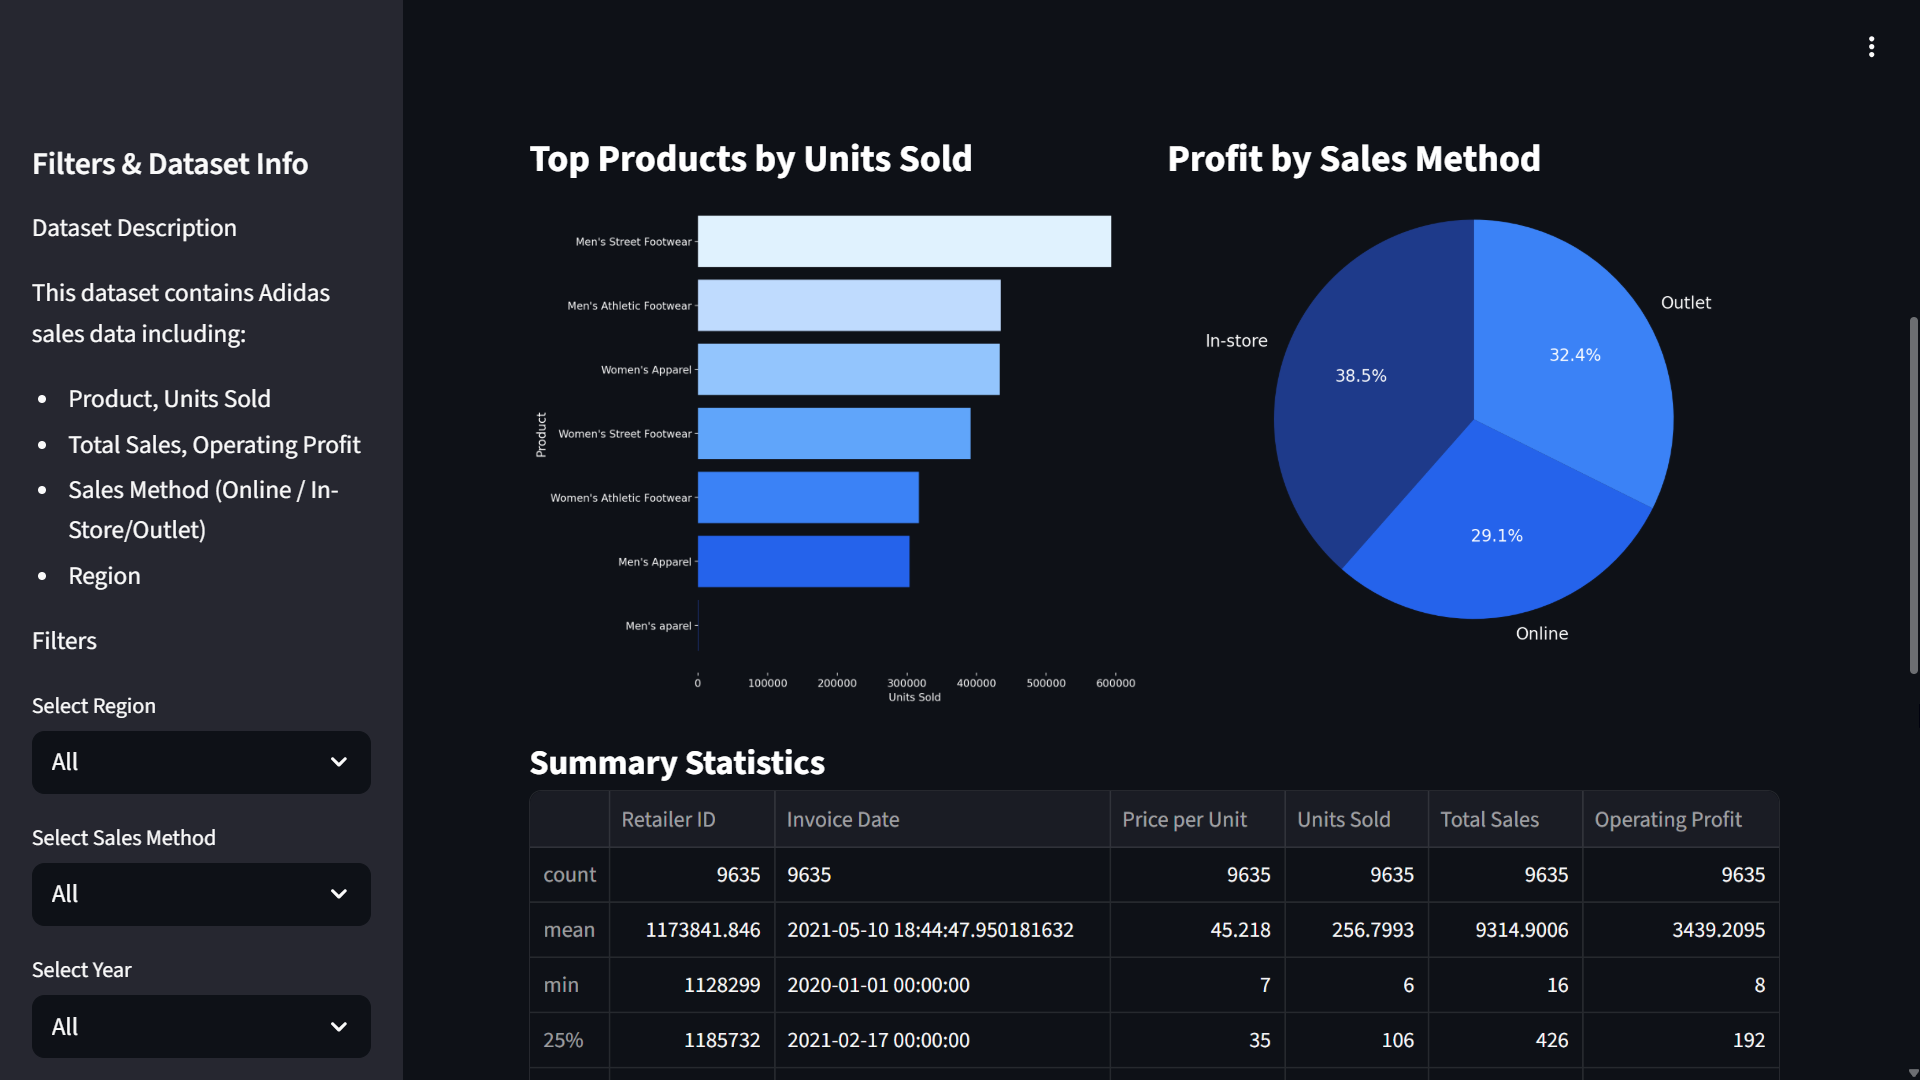 Filters & Dataset Info
Dataset Description
This dataset contains Adidas
sales data including:
Product, Units Sold
Total Sales, Operating Profit
Sales Method (Online / In-
Store/Outlet)
Region
Filters
Select Region
All
Select Sales Method
All
Select Year
All
Top Products by Units Sold
Product
Men's Street Footwear
Men's Athletic Footwear
Women's Apparel
Women's Street Footwear
Women's Athletic Footwear
Men's Apparel
Men's aparel
0 100000 200000 300000 400000 500000 600000
Units Sold
Profit by Sales Method
Outlet
32.4%
In-store
38.5%
29.1%
Online
Summary Statistics
Retailer ID Invoice Date Price per Unit Units Sold Total Sales Operating Profit
count 9635 9635 9635 9635 9635 9635
mean 1173841.846 2021-05-10 18:44:47.950181632 45.218 256.7993 9314.9006 3439.2095
min 1128299 2020-01-01 00:00:00 7 6 16 8
25% 1185732 2021-02-17 00:00:00 35 106 426 192